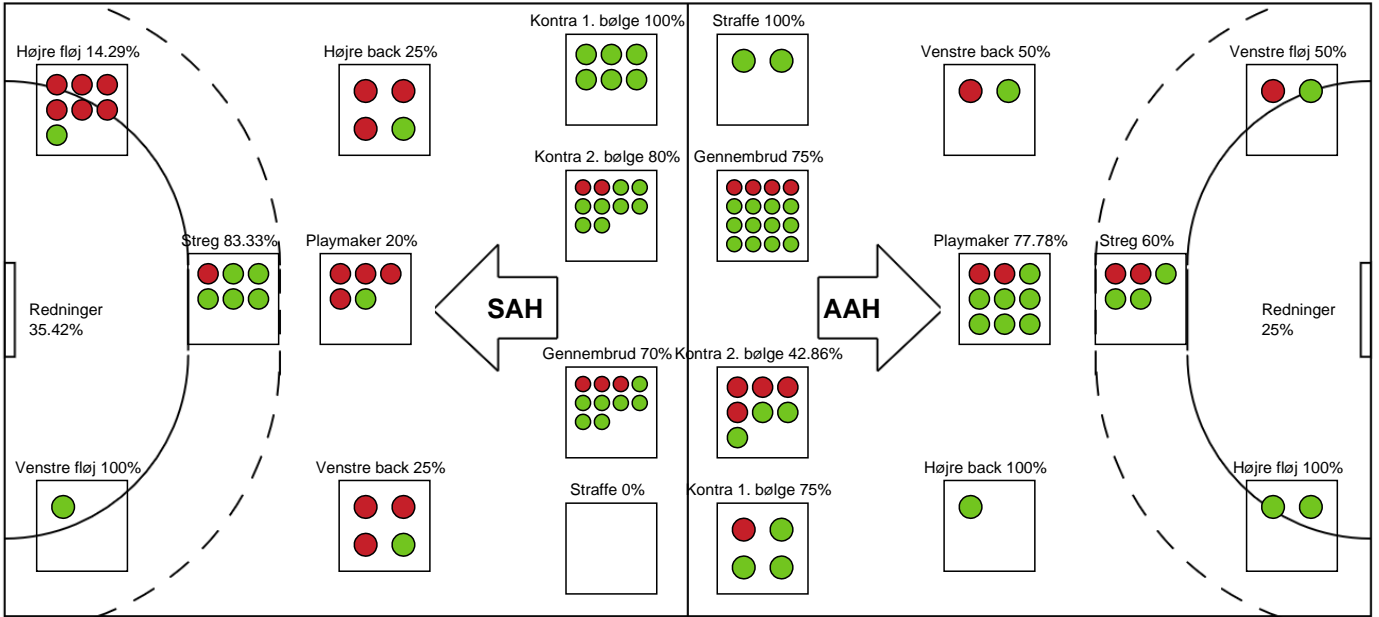 Kontra 1. bølge 100%
Straffe 100%
Højre fløj 14.29%
Højre back 25%
Venstre back 50%
Venstre fløj 50%
Kontra 2. bølge 80%
Gennembrud 75%
Streg 83.33%
Playmaker 20%
Playmaker 77.78%
Streg 60%
Redninger
35.42%
SAH
AAH
Redninger
25%
Gennembrud 70%
Kontra 2. bølge 42.86%
Venstre fløj 100%
Venstre back 25%
Straffe 0%
Kontra 1. bølge 75%
Højre back 100%
Højre fløj 100%